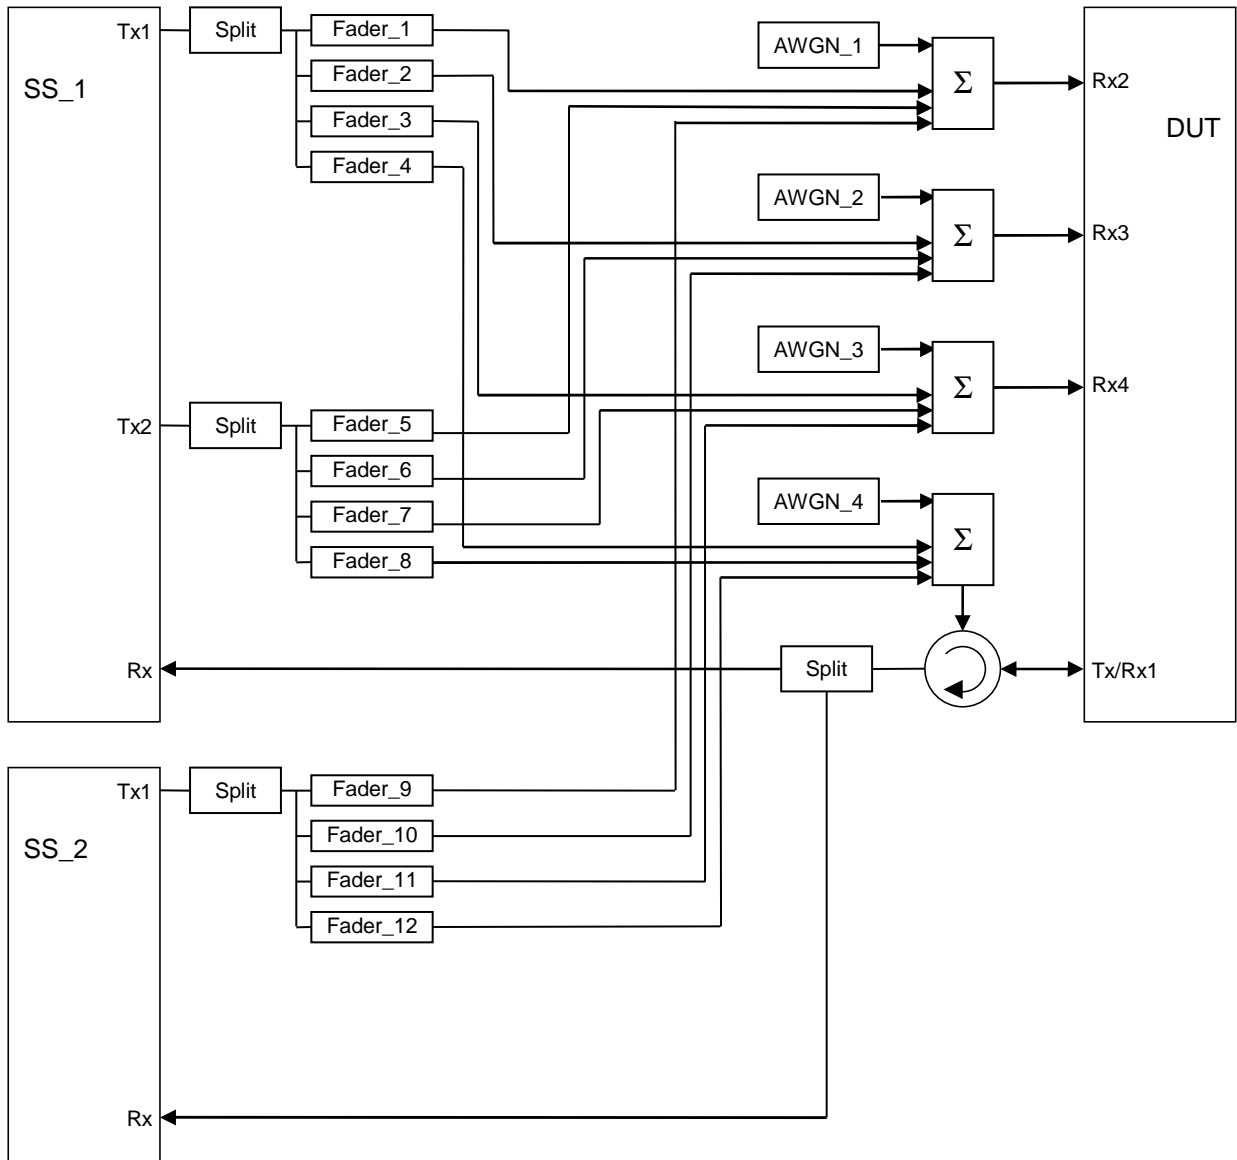 Tx1
Split
Fader_1
Fader_2
Fader_3
Fader_4
SS_1
AWGN_1
Σ
Rx2
DUT
AWGN_2
Σ
Rx3
AWGN_3
Σ
Rx4
Tx2
Split
Fader_5
Fader_6
Fader_7
Fader_8
AWGN_4
Σ
Rx
Split
Tx/Rx1
Tx1
Split
Fader_9
Fader_10
Fader_11
Fader_12
SS_2
Rx